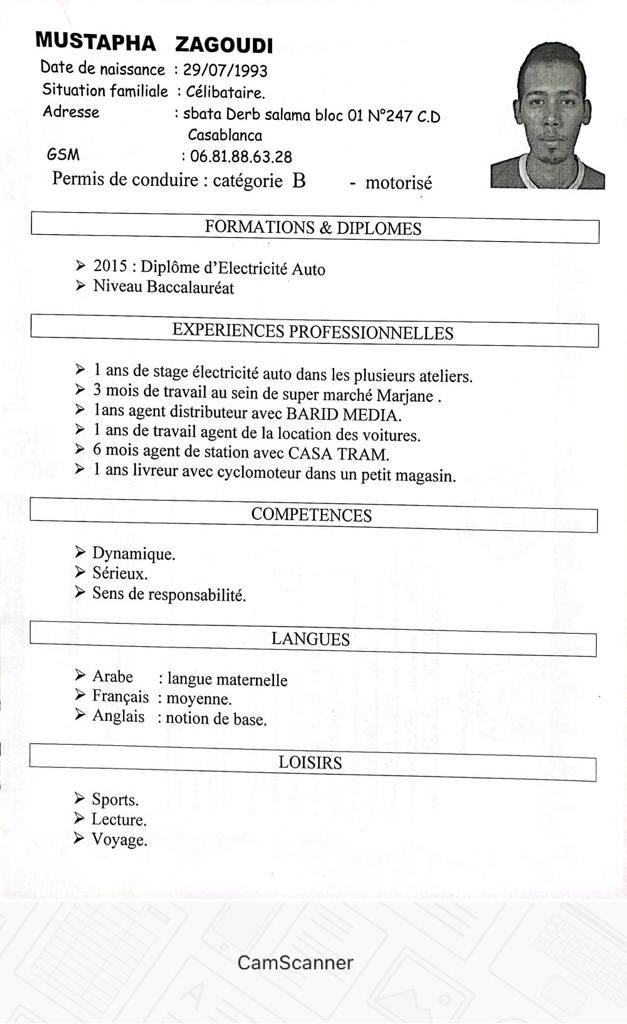 MUSTAPHA ZAGOUDI
Date de naissance : 29/07/1993
Situation familiale : Célibataire.
Adresse : sbata Derb salama bloc 01 N°247 C.D
Casablanca
GSM : 06.81.88.63.28
Permis de conduire : catégorie B - motorisé
FORMATIONS & DIPLOMES
➢ 2015 : Diplôme d'Electricité Auto
➢ Niveau Baccalauréat
EXPERIENCES PROFESSIONNELLES
➢ 1 ans de stage électricité auto dans les plusieurs ateliers.
➢ 3 mois de travail au sein de super marché Marjane .
➢ 1ans agent distributeur avec BARID MEDIA.
➢ 1 ans de travail agent de la location des voitures.
➢ 6 mois agent de station avec CASA TRAM.
➢ 1 ans livreur avec cyclomoteur dans un petit magasin.
COMPETENCES
➢ Dynamique.
➢ Sérieux.
➢ Sens de responsabilité.
LANGUES
➢ Arabe : langue maternelle
➢ Français : moyenne.
➢ Anglais : notion de base.
LOISIRS
➢ Sports.
➢ Lecture.
➢ Voyage.
CamScanner